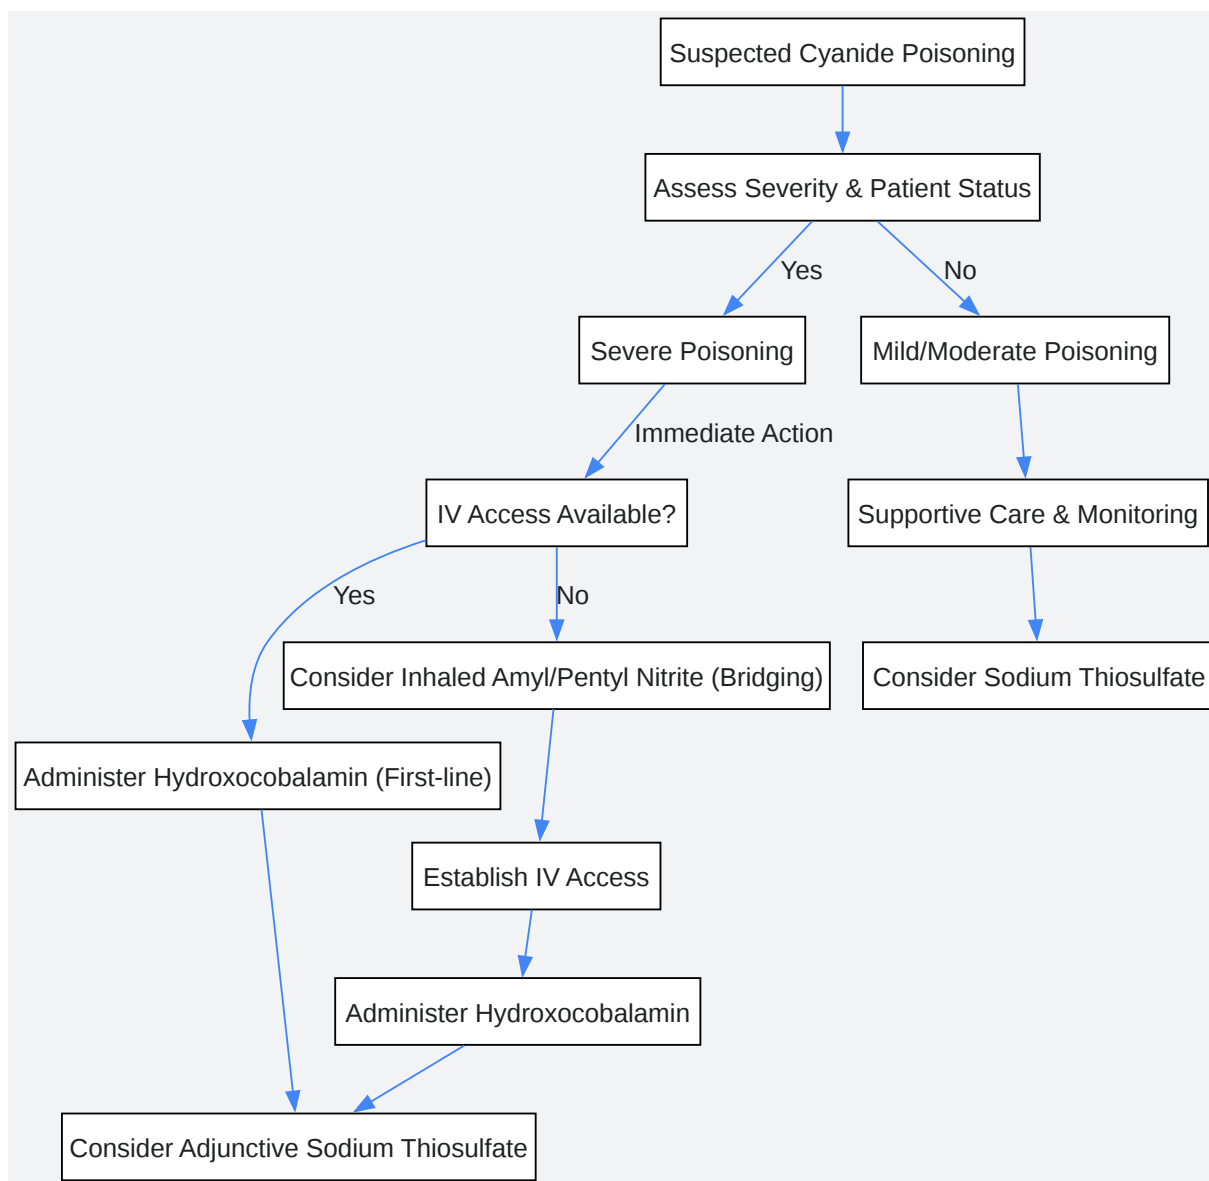 Suspected Cyanide Poisoning
Assess Severity & Patient Status
Yes
No
Severe Poisoning
Mild/Moderate Poisoning
Immediate Action
IV Access Available?
Supportive Care & Monitoring
Yes
No
Consider Inhaled Amyl/Pentyl Nitrite (Bridging)
Consider Sodium Thiosulfate
Administer Hydroxocobalamin (First-line)
Establish IV Access
Administer Hydroxocobalamin
Consider Adjunctive Sodium Thiosulfate